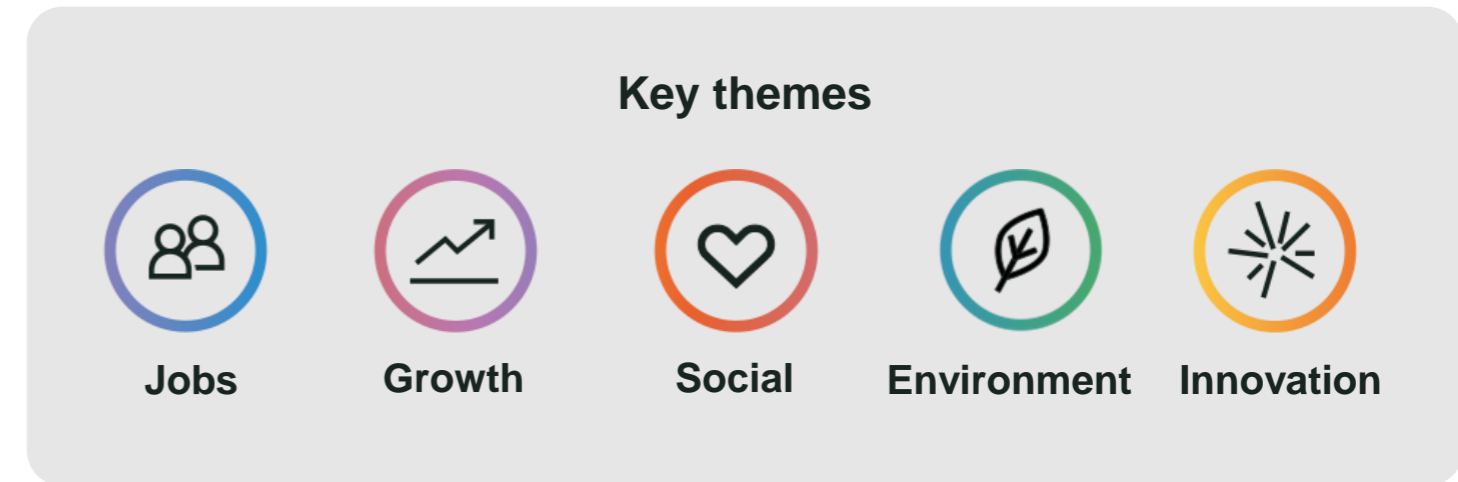 Key themes
Jobs
Growth
Social
Environment
Innovation